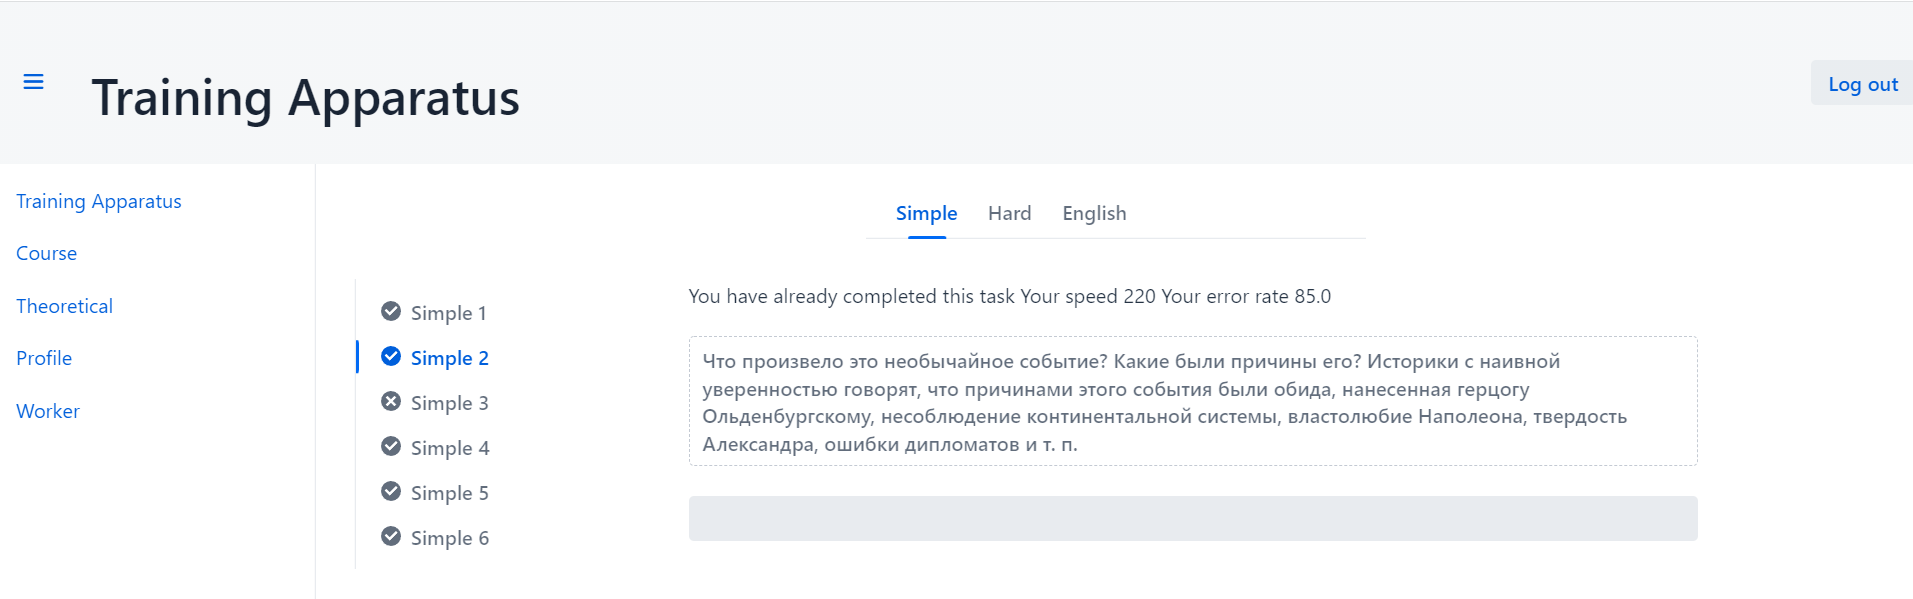 Training Apparatus
Log out
Training Apparatus
Course
Theoretical
Profile
Worker
Simple Hard English
Simple 1
Simple 2
Simple 3
Simple 4
Simple 5
Simple 6
You have already completed this task Your speed 220 Your error rate 85.0
Что произвело это необычайное событие? Какие были причины его? Историки с наивной
уверенностью говорят, что причинами этого события были обида, нанесенная герцогу
Ольденбургскому, несоблюдение континентальной системы, властолюбие Наполеона, твердость
Александра, ошибки дипломатов и т. п.